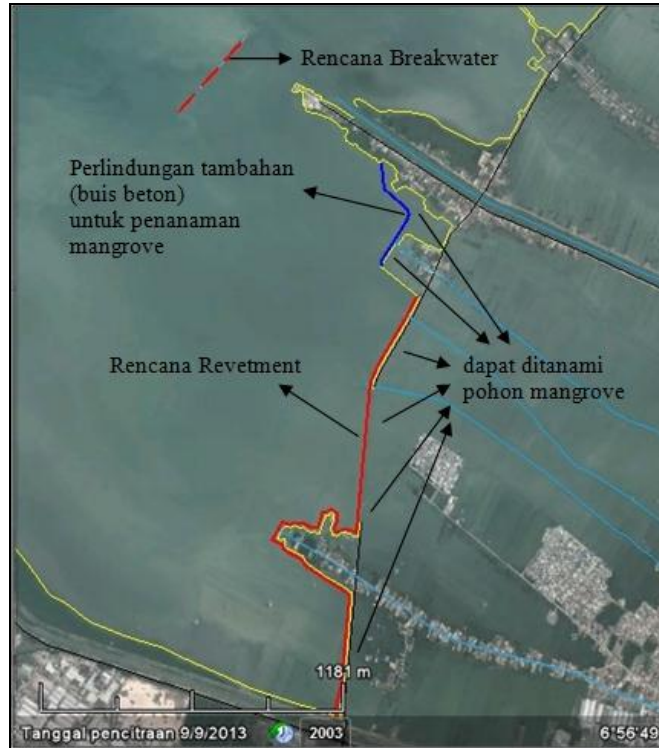 Rencana Breakwater
Perlindungan tambahan
(buis beton)
untuk penanaman
mangrove
Rencana Revetment
dapat ditanami
pohon mangrove
1181 m
Tanggal pencitraan 9/9/2013
2003
6°56'49